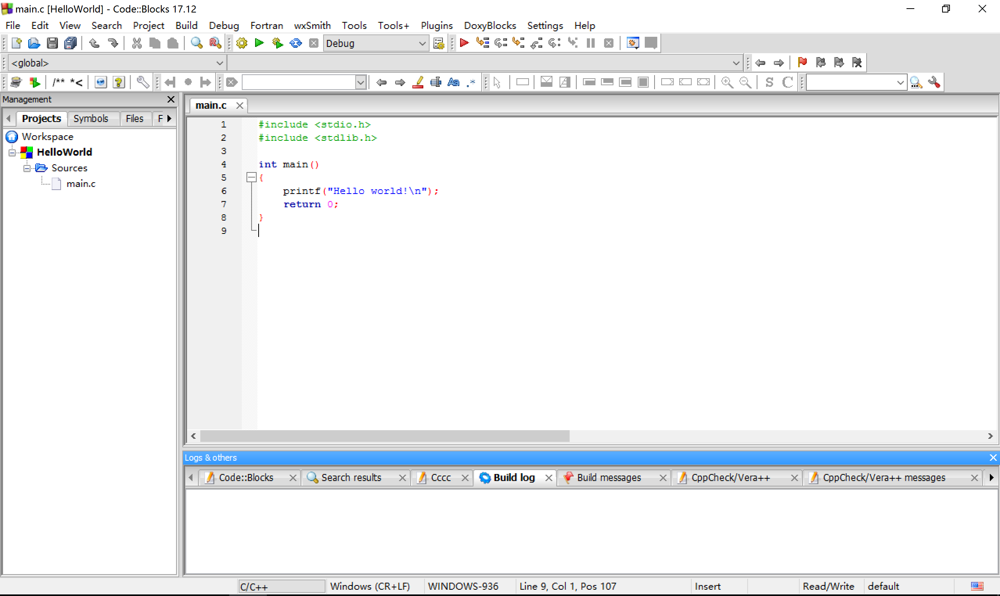 main.c [HelloWorld] - Code::Blocks 17.12
File Edit View Search Project Build Debug Fortran wxSmith Tools Tools+ Plugins DoxyBlocks Settings Help
Debug
<global>
/** *<
Aa .*
S C
Management
Projects Symbols Files F
Workspace
HelloWorld
Sources
main.c
main.c
1 #include <stdio.h>
2 #include <stdlib.h>
3
4 int main()
5 {
6 printf("Hello world!\n");
7 return 0;
8 }
9
Logs & others
Code::Blocks Search results Cccc Build log Build messages CppCheck/Vera++ CppCheck/Vera++ messages
C/C++ Windows (CR+LF) WINDOWS-936 Line 9, Col 1, Pos 107 Insert Read/Write default